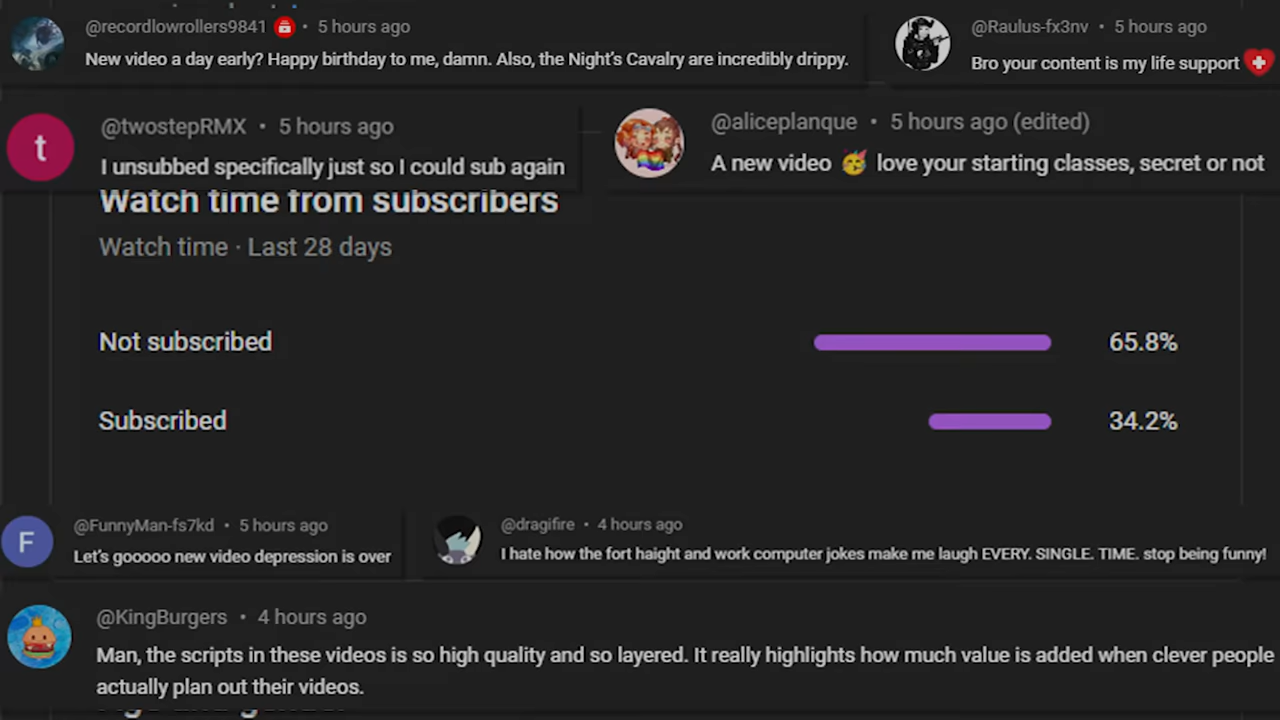 @recordlowrollers9841 • 5 hours ago
New video a day early? Happy birthday to me, damn. Also, the Night's Cavalry are incredibly drippy.
@Raulus-fx3nv • 5 hours ago
Bro your content is my life support
@twostepRMX • 5 hours ago
t
I unsubbed specifically just so I could sub again
@aliceplanque • 5 hours ago (edited)
A new video 🥳 love your starting classes, secret or not
Watch time from subscribers
Watch time · Last 28 days
Not subscribed 65.8%
Subscribed 34.2%
@FunnyMan-fs7kd • 5 hours ago
F
Let's gooooo new video depression is over
@dragifire • 4 hours ago
I hate how the fort haight and work computer jokes make me laugh EVERY. SINGLE. TIME. stop being funny!
@KingBurgers • 4 hours ago
Man, the scripts in these videos is so high quality and so layered. It really highlights how much value is added when clever people
actually plan out their videos.